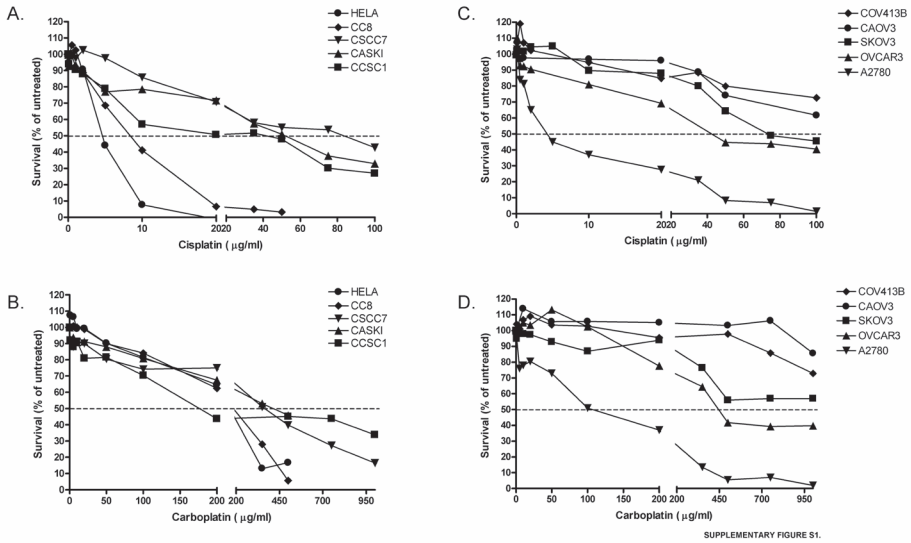 A.
HELA
CC8
CSCC7
CASKI
CCSC1
Survival (% of untreated)
120
110
100
90
80
70
60
50
40
30
20
10
0
0 10 2020 40 60 80 100
Cisplatin ( µg/ml)
C.
COV413B
CAOV3
SKOV3
OVCAR3
A2780
Survival (% of untreated)
120
110
100
90
80
70
60
50
40
30
20
10
0
0 10 2020 40 60 80 100
Cisplatin ( µg/ml)
B.
HELA
CC8
CSCC7
CASKI
CCSC1
Survival (% of untreated)
120
110
100
90
80
70
60
50
40
30
20
10
0
0 50 100 150 200 200 450 700 950
Carboplatin ( µg/ml)
D.
COV413B
CAOV3
SKOV3
OVCAR3
A2780
Survival (% of untreated)
120
110
100
90
80
70
60
50
40
30
20
10
0
0 50 100 150 200 200 450 700 950
Carboplatin ( µg/ml)
SUPPLEMENTARY FIGURE S1.